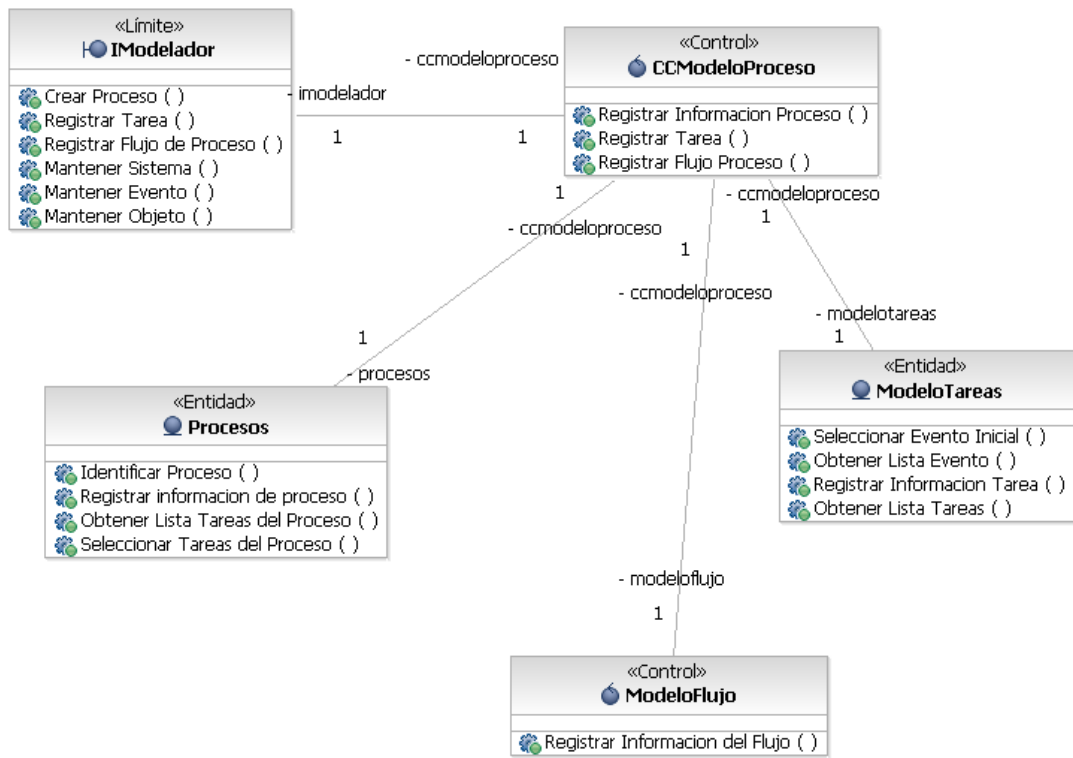 «Límite»
IModelador
Crear Proceso ( )
Registrar Tarea ( )
Registrar Flujo de Proceso ( )
Mantener Sistema ( )
Mantener Evento ( )
Mantener Objeto ( )
- ccmodeloproceso
- imodelador
1
1
«Control»
CCModeloProceso
Registrar Informacion Proceso ( )
Registrar Tarea ( )
Registrar Flujo Proceso ( )
1
- ccmodeloproceso
1
- ccmodeloproceso
- ccmodeloproceso
1
1
- procesos
- modelotareas
1
«Entidad»
Procesos
Identificar Proceso ( )
Registrar informacion de proceso ( )
Obtener Lista Tareas del Proceso ( )
Seleccionar Tareas del Proceso ( )
«Entidad»
ModeloTareas
Seleccionar Evento Inicial ( )
Obtener Lista Evento ( )
Registrar Informacion Tarea ( )
Obtener Lista Tareas ( )
- modeloflujo
1
«Control»
ModeloFlujo
Registrar Informacion del Flujo ( )